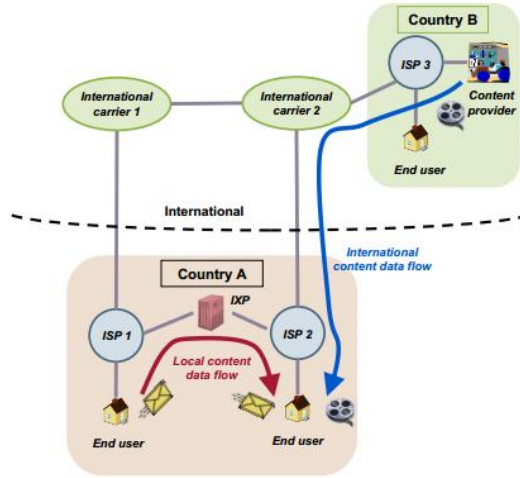 Country B
ISP 3
Content
provider
End user
International
carrier 1
International
carrier 2
International
International
content data flow
Country A
IXP
ISP 1
ISP 2
Local content
data flow
End user
End user